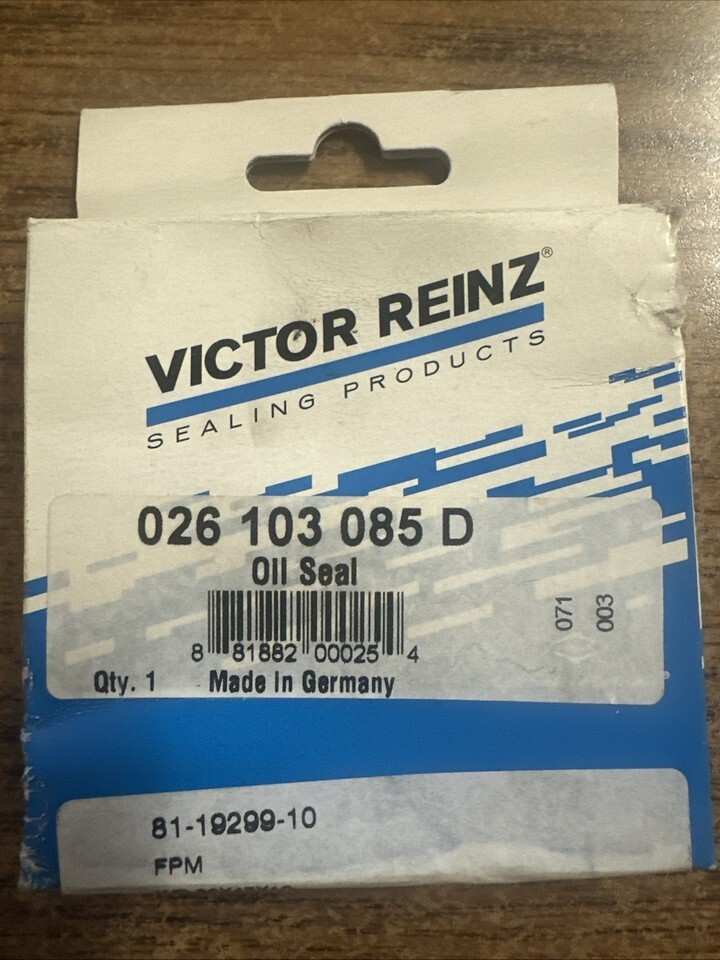 VICTOR REINZ®
SEALING PRODUCTS
026 103 085 D
Oil Seal
8 81882 00025 4
071
003
Qty. 1 Made in Germany
81-19299-10
FPM